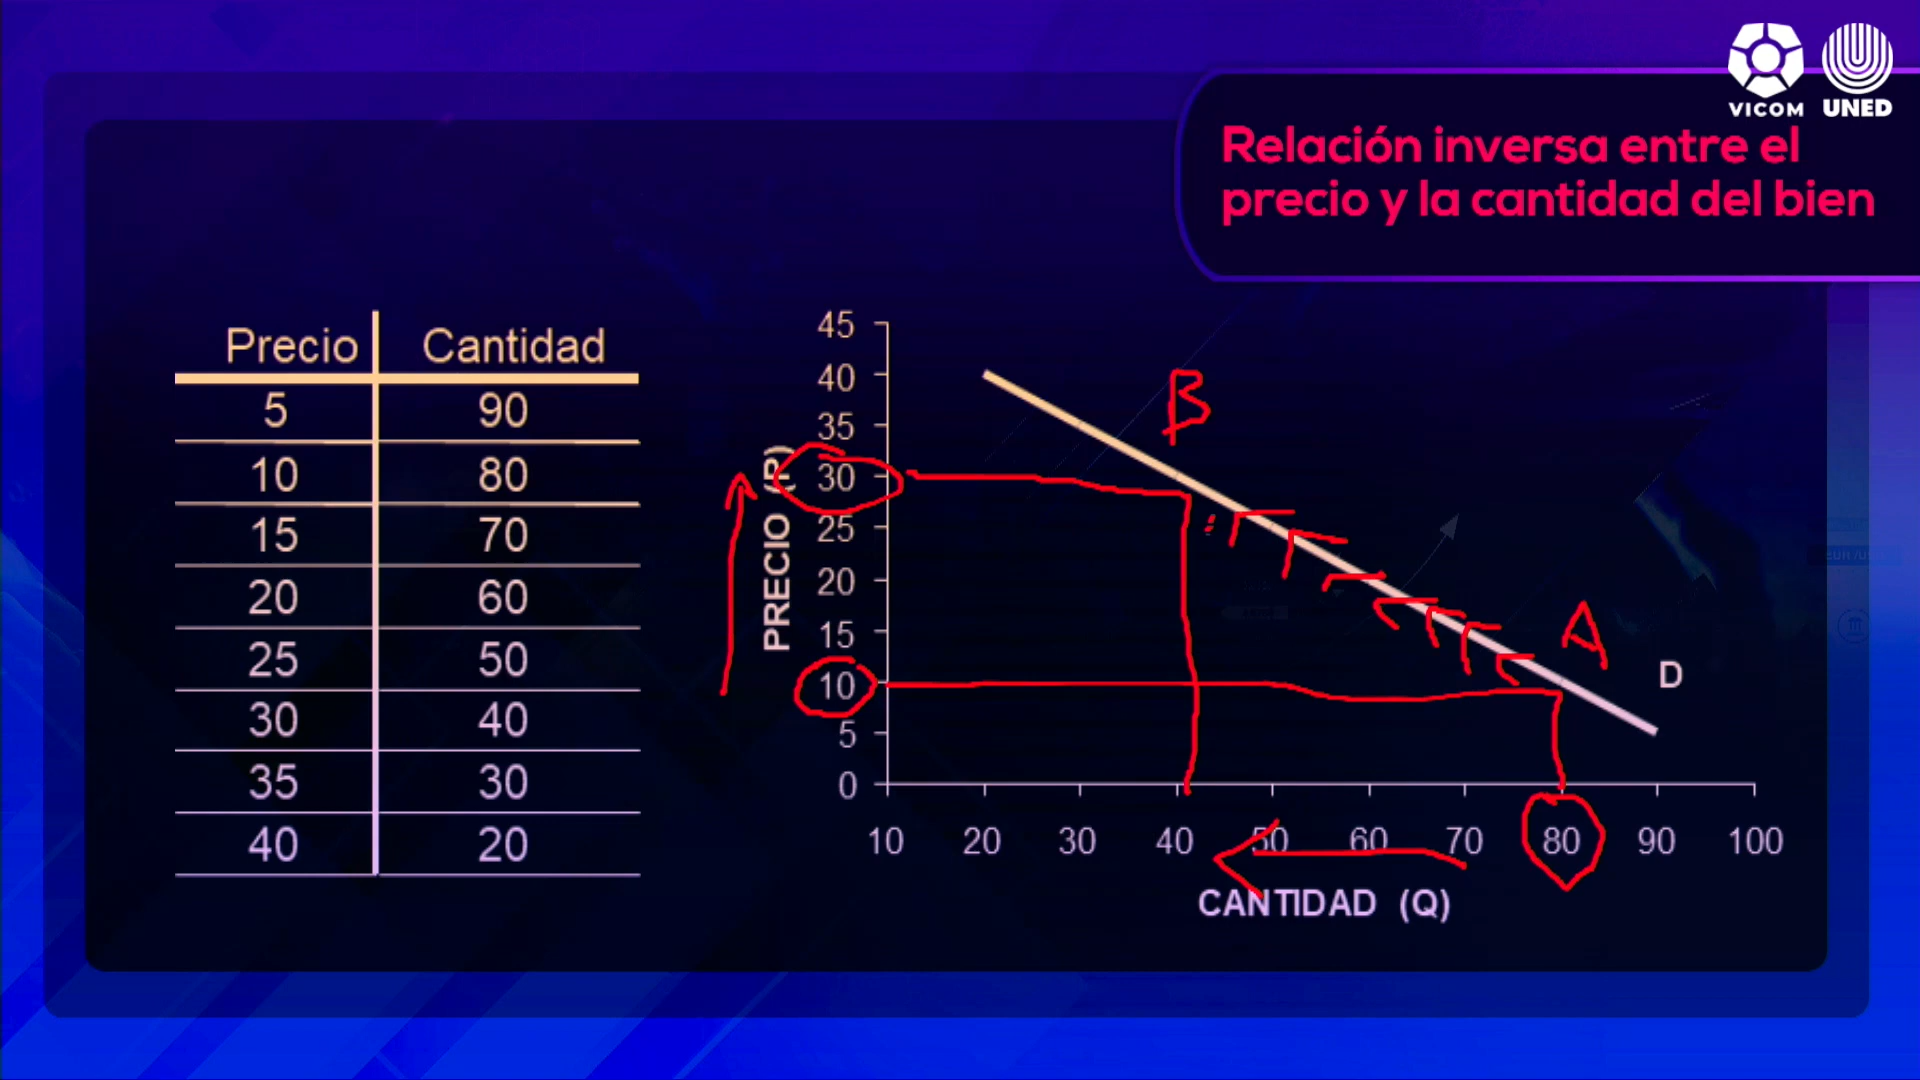 VICOM UNED
Relación inversa entre el
precio y la cantidad del bien
Precio Cantidad
5 90
10 80
15 70
20 60
25 50
30 40
35 30
40 20
PRECIO (P)
45
40
35
30
25
20
15
10
5
0
B
A
D
10 20 30 40 50 60 70 80 90 100
CANTIDAD (Q)